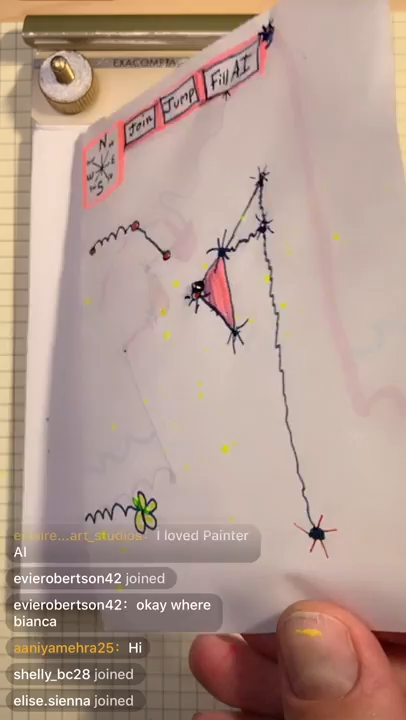 EXACOMPTA
Join
Jump
Fill AI
N
E
S
W
art_studios: I loved Painter
AI
evierobertson42 joined
evierobertson42: okay where
bianca
aaniyamehra25: Hi
shelly_bc28 joined
elise.sienna joined